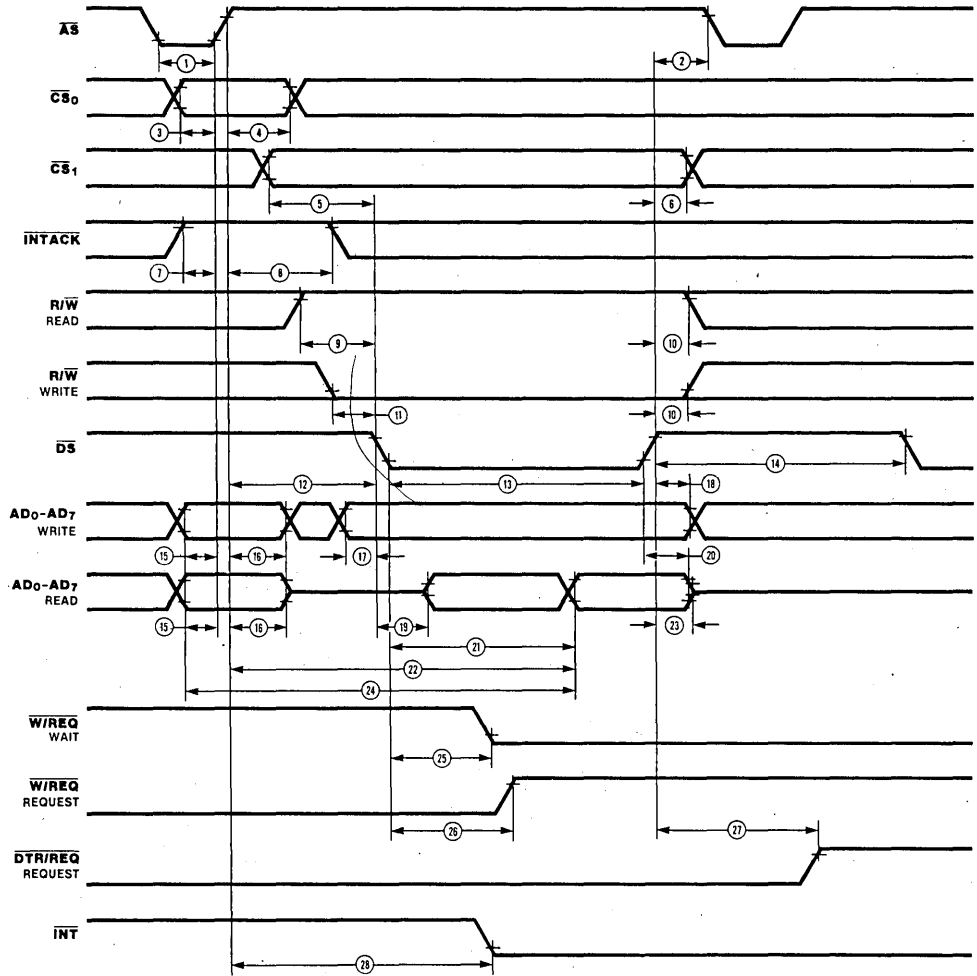 AS
1
2
CS0
3
4
CS1
5
6
INTACK
7
8
R/W
READ
9
10
R/W
WRITE
11
10
DS
12
13
14
AD0-AD7
WRITE
15
16
17
18
20
AD0-AD7
READ
15
16
19
23
21
22
24
W/REQ
WAIT
25
W/REQ
REQUEST
26
27
DTR/REQ
REQUEST
INT
28